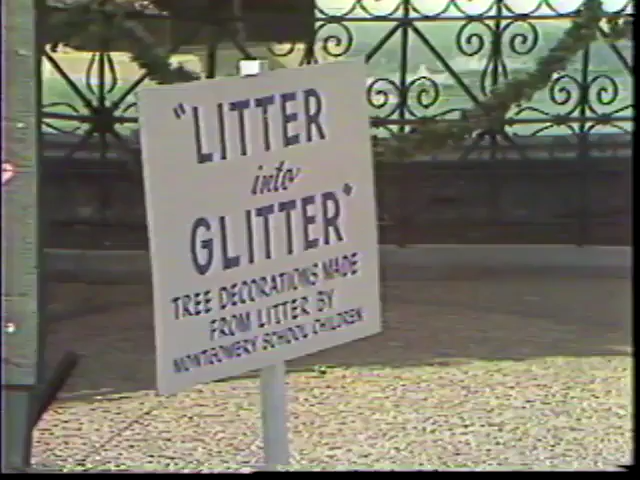 "LITTER
into
GLITTER"
TREE DECORATIONS MADE
FROM LITTER BY
MONTGOMERY SCHOOL CHILDREN